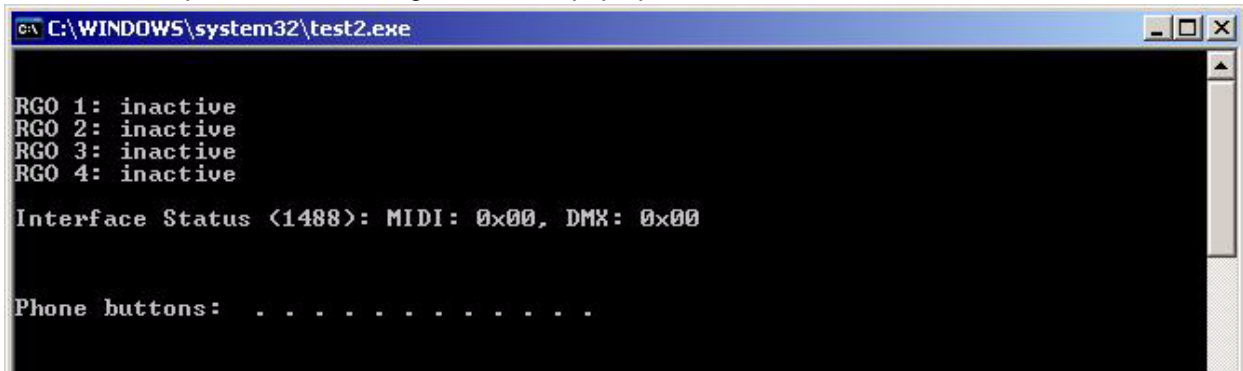 C:\WINDOWS\system32\test2.exe
RGO 1: inactive
RGO 2: inactive
RGO 3: inactive
RGO 4: inactive
Interface Status (1488): MIDI: 0x00, DMX: 0x00
Phone buttons: . . . . . . . . . . . .